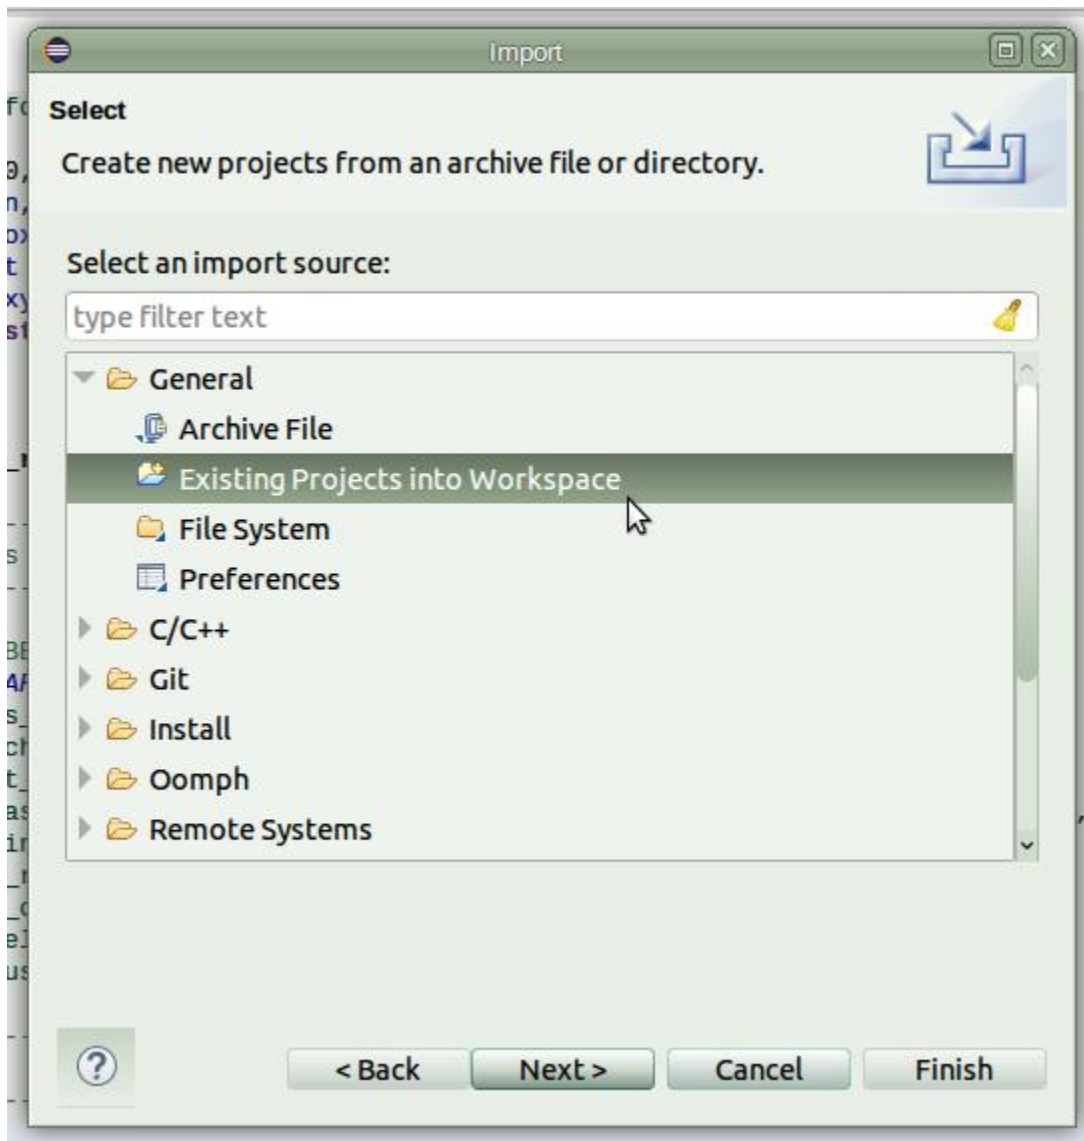 Import
Select
Create new projects from an archive file or directory.
Select an import source:
type filter text
General
Archive File
Existing Projects into Workspace
File System
Preferences
C/C++
Git
Install
Oomph
Remote Systems
?
< Back
Next >
Cancel
Finish